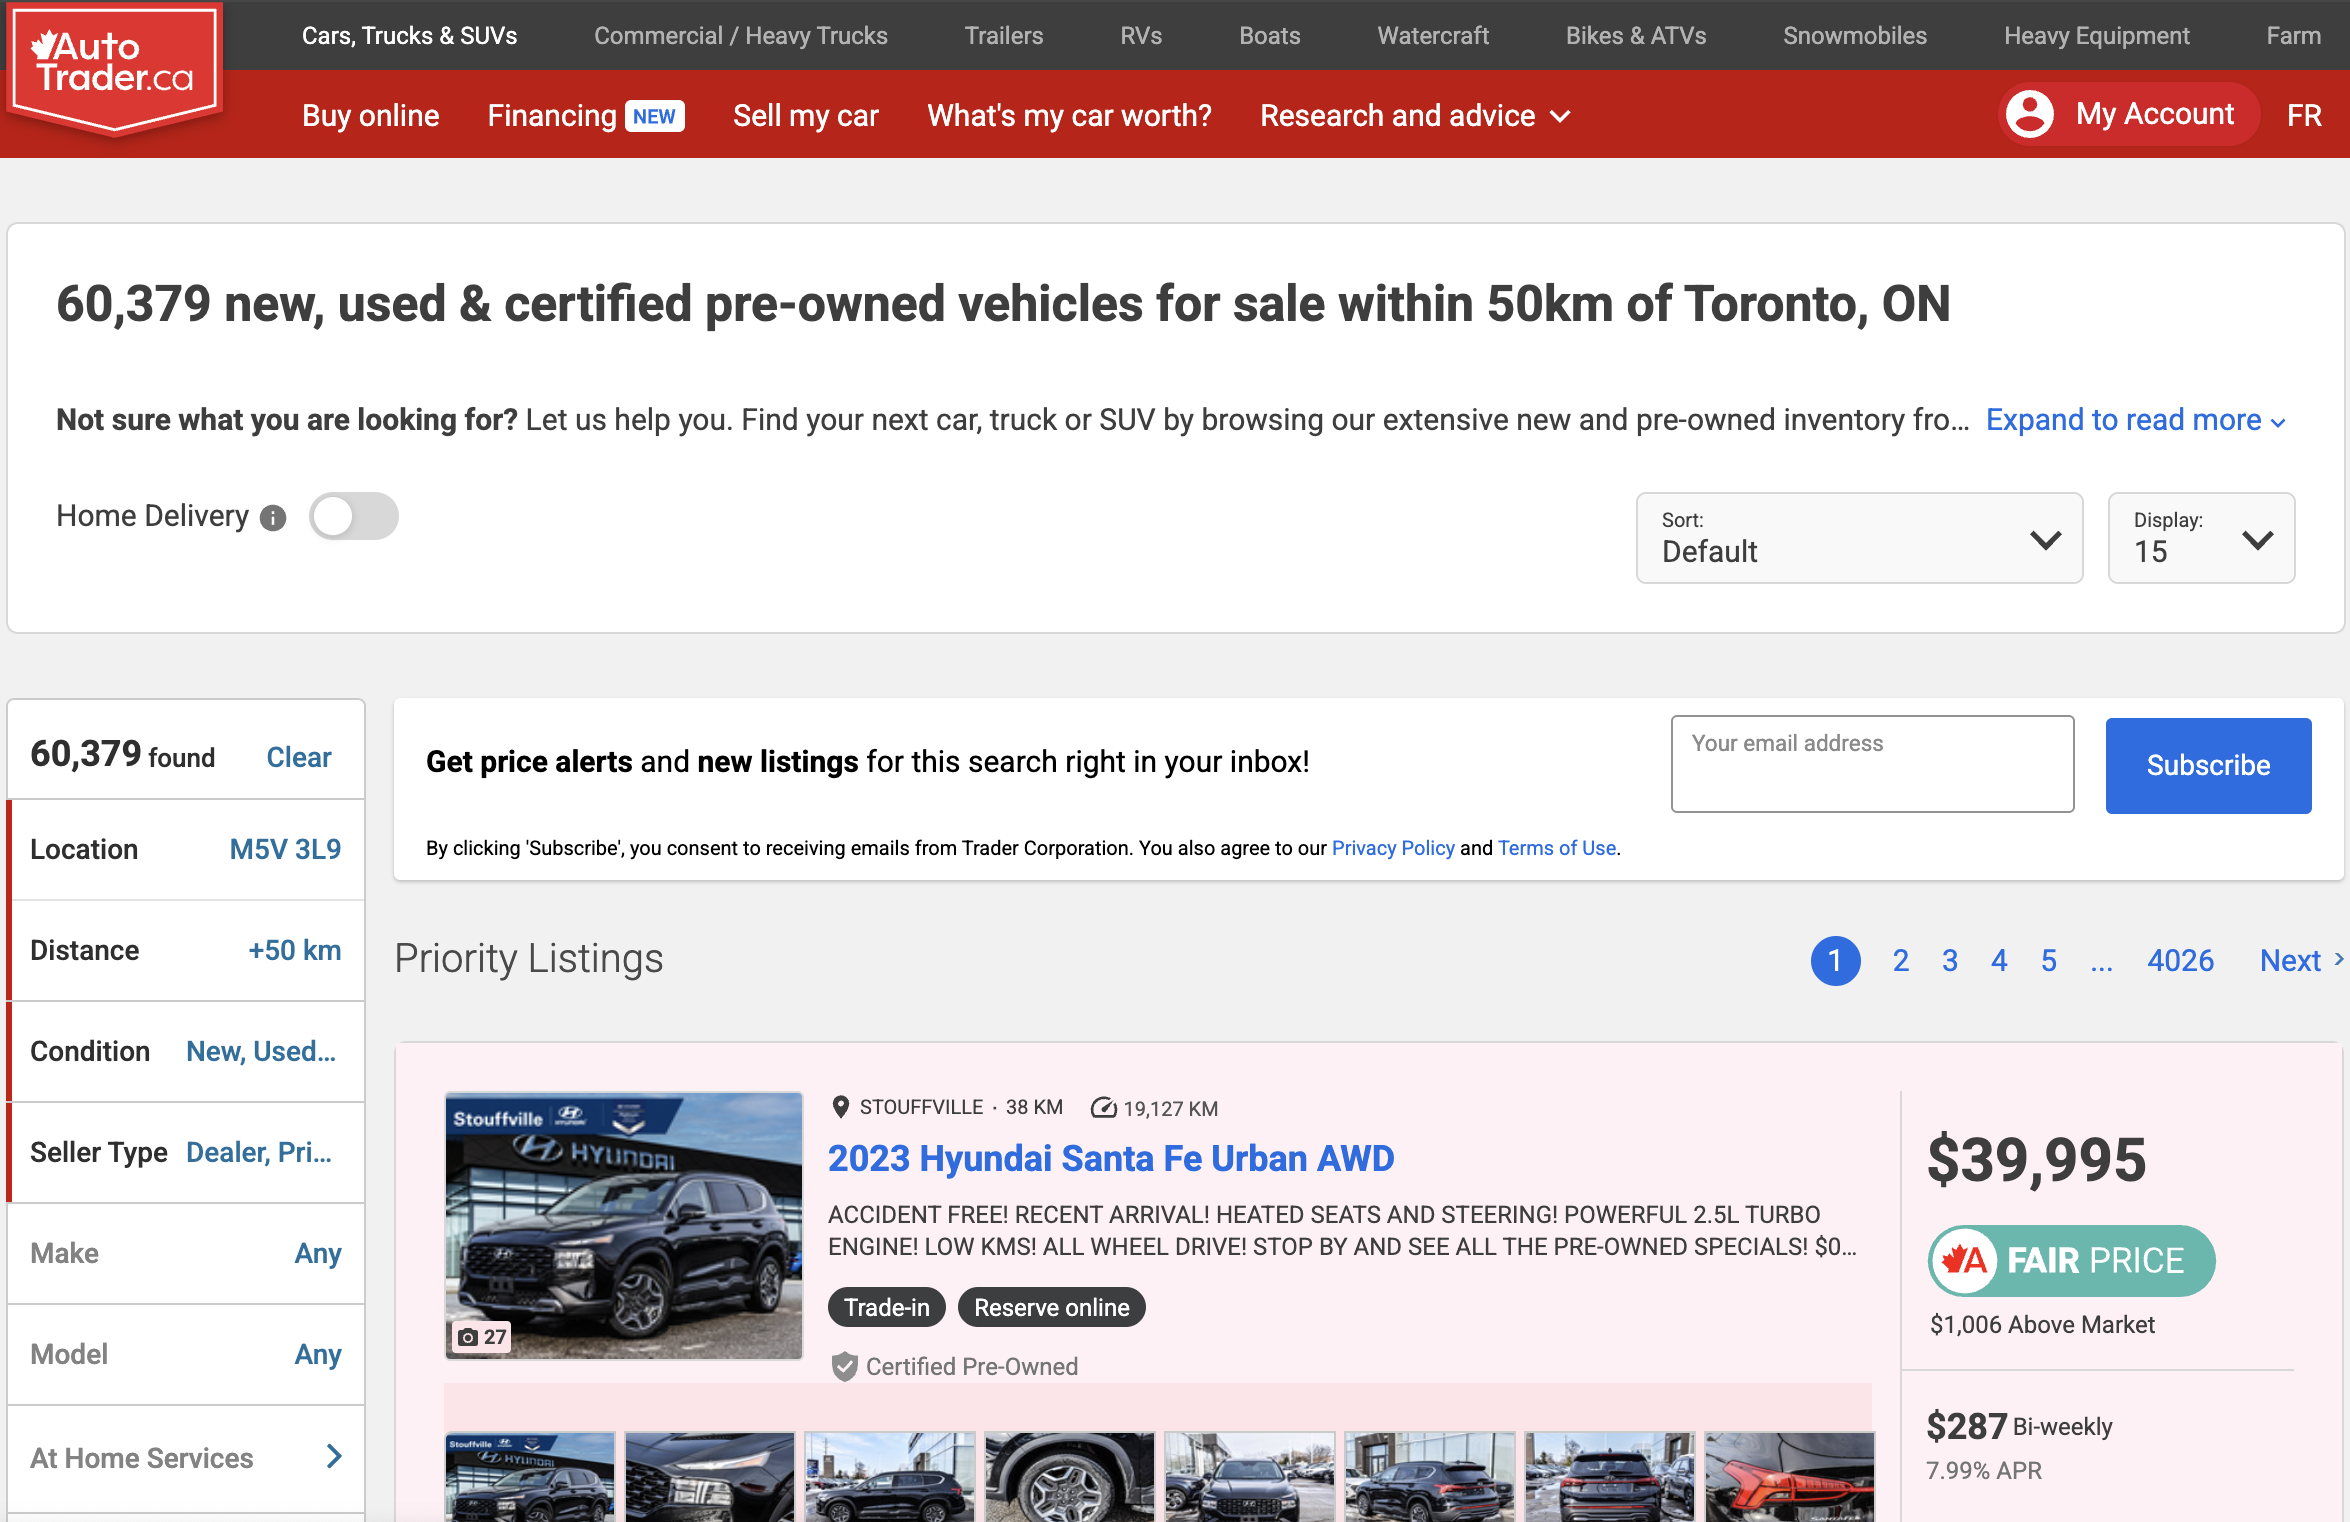 Auto
Trader.ca
Cars, Trucks & SUVs
Commercial / Heavy Trucks
Trailers
RVs
Boats
Watercraft
Bikes & ATVs
Snowmobiles
Heavy Equipment
Farm
Buy online
Financing NEW
Sell my car
What's my car worth?
Research and advice
My Account
FR
60,379 new, used & certified pre-owned vehicles for sale within 50km of Toronto, ON
Not sure what you are looking for? Let us help you. Find your next car, truck or SUV by browsing our extensive new and pre-owned inventory fro... Expand to read more
Home Delivery
Sort:
Default
Display:
15
60,379 found Clear
Location M5V 3L9
Distance +50 km
Condition New, Used...
Seller Type Dealer, Pri...
Make Any
Model Any
At Home Services
Get price alerts and new listings for this search right in your inbox!
Your email address
Subscribe
By clicking 'Subscribe', you consent to receiving emails from Trader Corporation. You also agree to our Privacy Policy and Terms of Use.
Priority Listings
1 2 3 4 5 ... 4026 Next >
Stouffville
HYUNDAI
27
STOUFFVILLE · 38 KM 19,127 KM
2023 Hyundai Santa Fe Urban AWD
ACCIDENT FREE! RECENT ARRIVAL! HEATED SEATS AND STEERING! POWERFUL 2.5L TURBO
ENGINE! LOW KMS! ALL WHEEL DRIVE! STOP BY AND SEE ALL THE PRE-OWNED SPECIALS! $0...
Trade-in
Reserve online
Certified Pre-Owned
$39,995
A FAIR PRICE
$1,006 Above Market
$287 Bi-weekly
7.99% APR
Stouffville
HYUNDAI